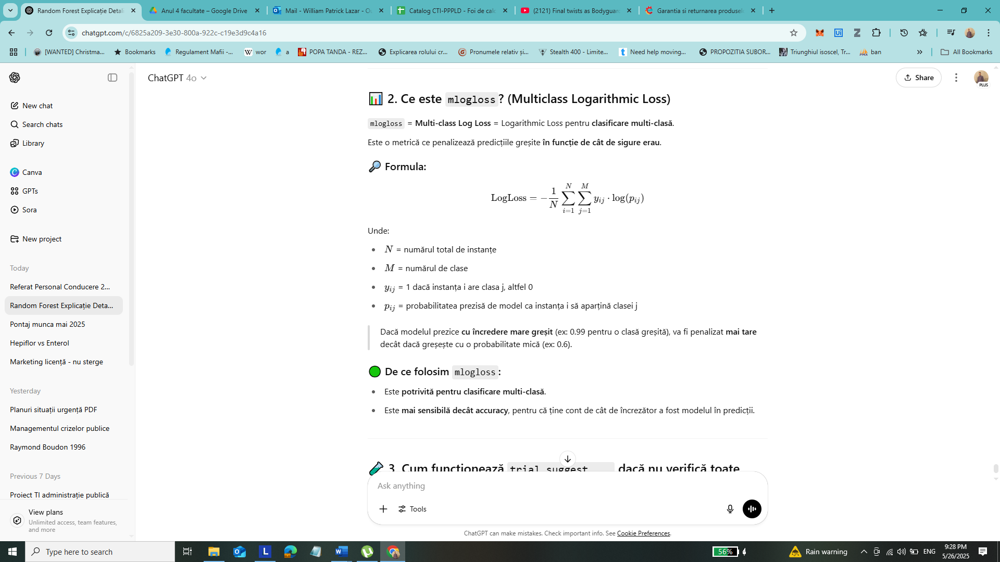 Random Forest Explicație Detali
Anul 4 facultate – Google Drive
Mail - William Patrick Lazar - Ou
Catalog CTI-PPPLD - Foi de calc
(2121) Final twists as Bodyguard
Garantia si returnarea produsel
chatgpt.com/c/6825a209-3e30-800a-922c-c19e3d9c4a16
[WANTED] Christma...
Bookmarks
Regulament Mafii -...
wor
a
POPA TANDA - REZ...
Explicarea rolului cr...
Pronumele relativ și...
Stealth 400 - Limite...
Need help moving...
PROPOZITIA SUBOR...
Triunghiul isoscel, Tr...
ban
All Bookmarks
ChatGPT 4o
Share
PLUS
New chat
Search chats
Library
Canva
GPTs
Sora
New project
Today
Referat Personal Conducere 2...
Random Forest Explicație Deta...
Pontaj munca mai 2025
Hepiflor vs Enterol
Marketing licență - nu sterge
Yesterday
Planuri situații urgență PDF
Managementul crizelor publice
Raymond Boudon 1996
Previous 7 Days
Proiect TI administrație publică
View plans
Unlimited access, team features,
and more
2. Ce este mlogloss? (Multiclass Logarithmic Loss)
mlogloss = Multi-class Log Loss = Logarithmic Loss pentru clasificare multi-clasă.
Este o metrică ce penalizează predicțiile greșite în funcție de cât de sigure erau.
Formula:
LogLoss = − 1/N ∑_{i=1}^{N} ∑_{j=1}^{M} y_{ij} · log(p_{ij})
Unde:
N = numărul total de instanțe
M = numărul de clase
y_{ij} = 1 dacă instanța i are clasa j, altfel 0
p_{ij} = probabilitatea prezisă de model ca instanța i să aparțină clasei j
Dacă modelul prezice cu încredere mare greșit (ex: 0.99 pentru o clasă greșită), va fi penalizat mai tare
decât dacă greșește cu o probabilitate mică (ex: 0.6).
De ce folosim mlogloss:
Este potrivită pentru clasificare multi-clasă.
Este mai sensibilă decât accuracy, pentru că ține cont de cât de încrezător a fost modelul în predicții.
3. Cum funcționează trial.suggest_ dacă nu verifică toate
Ask anything
Tools
ChatGPT can make mistakes. Check important info. See Cookie Preferences.
Type here to search
56%
Rain warning
ENG
9:28 PM
5/26/2025